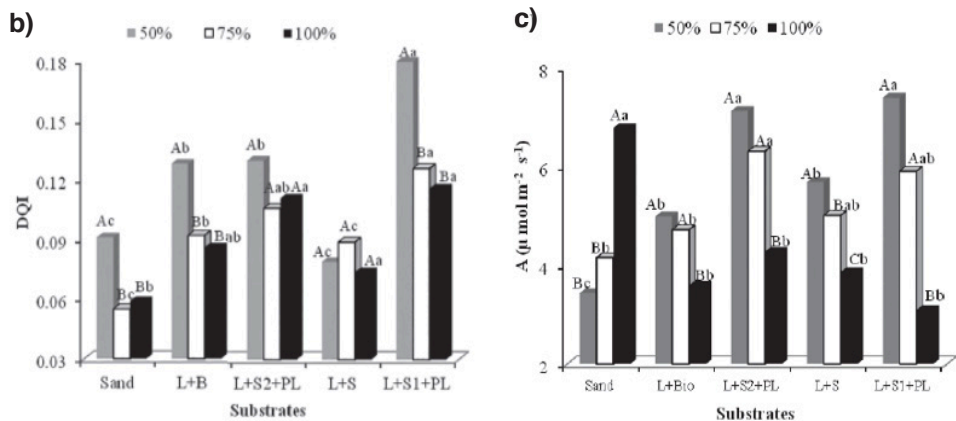 b)
50% 75% 100%
0.18
0.15
0.12
0.09
0.06
0.03
DQI
Ac Bc Bb
Ab Bb Bab
Ab Aab Aa
Ac Ac Aa
Aa Ba Ba
Sand L+B L+S2+PL L+S L+S1+PL
Substrates
c)
50% 75% 100%
8
6
4
2
A (µ mol m⁻² s⁻¹)
Bc Bb Aa
Ab Ab Bb
Aa Aa Bb
Ab Bab Cb
Aa Aab Bb
Sand L+Bio L+S2+PL L+S L+S1+PL
Substrates